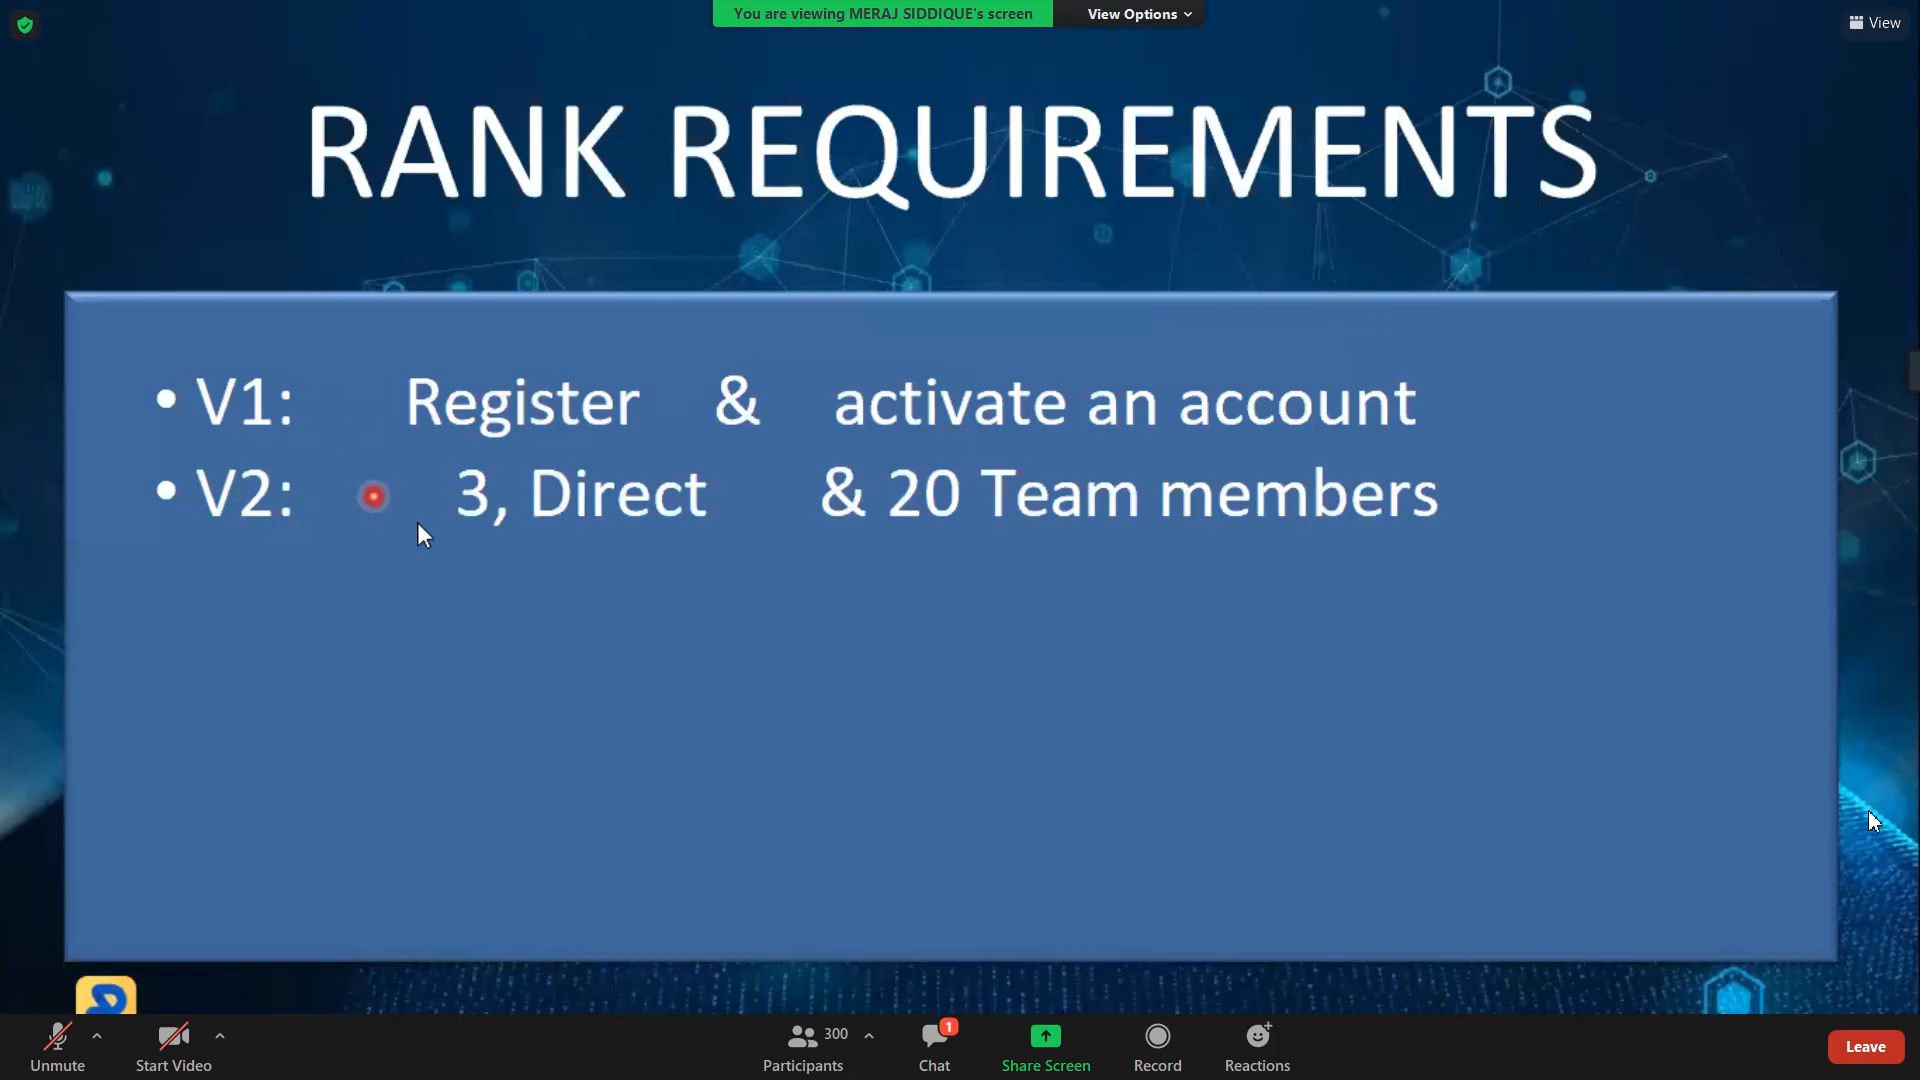 You are viewing MERAJ SIDDIQUE's screen View Options
View
RANK REQUIREMENTS
• V1: Register & activate an account
• V2: 3, Direct & 20 Team members
300
1
Unmute
Start Video
Participants
Chat
Share Screen
Record
Reactions
Leave